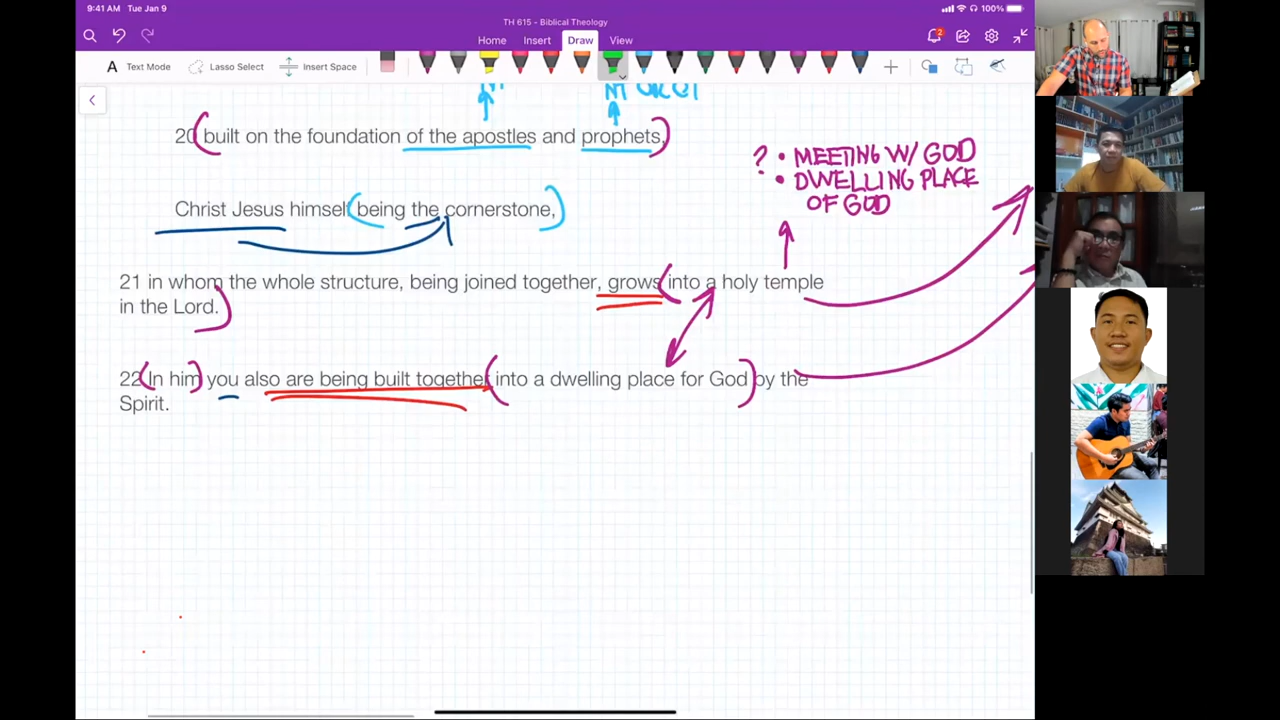 9:41 AM Tue Jan 9
100%
TH 615 - Biblical Theology
Home Insert Draw View
2
A Text Mode Lasso Select Insert Space
20 built on the foundation of the apostles and prophets,
? • MEETING W/ GOD
• DWELLING PLACE
OF GOD
Christ Jesus himself being the cornerstone,
21 in whom the whole structure, being joined together, grows into a holy temple
in the Lord.
22 In him you also are being built together into a dwelling place for God by the
Spirit.